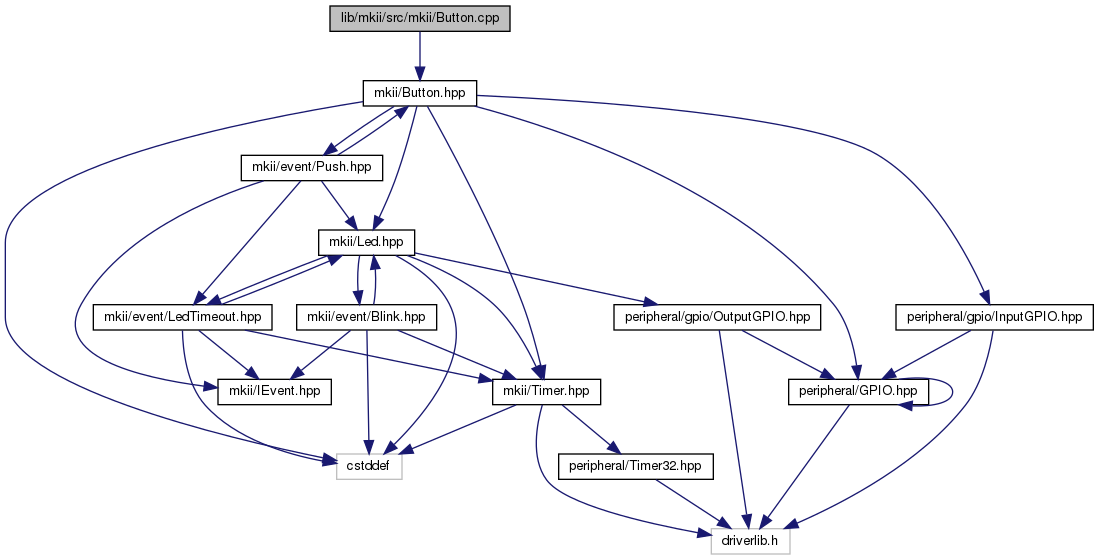 lib/mkii/src/mkii/Button.cpp
mkii/Button.hpp
mkii/event/Push.hpp
mkii/Led.hpp
mkii/event/LedTimeout.hpp
mkii/event/Blink.hpp
peripheral/gpio/OutputGPIO.hpp
peripheral/gpio/InputGPIO.hpp
mkii/IEvent.hpp
mkii/Timer.hpp
peripheral/GPIO.hpp
cstddef
peripheral/Timer32.hpp
driverlib.h